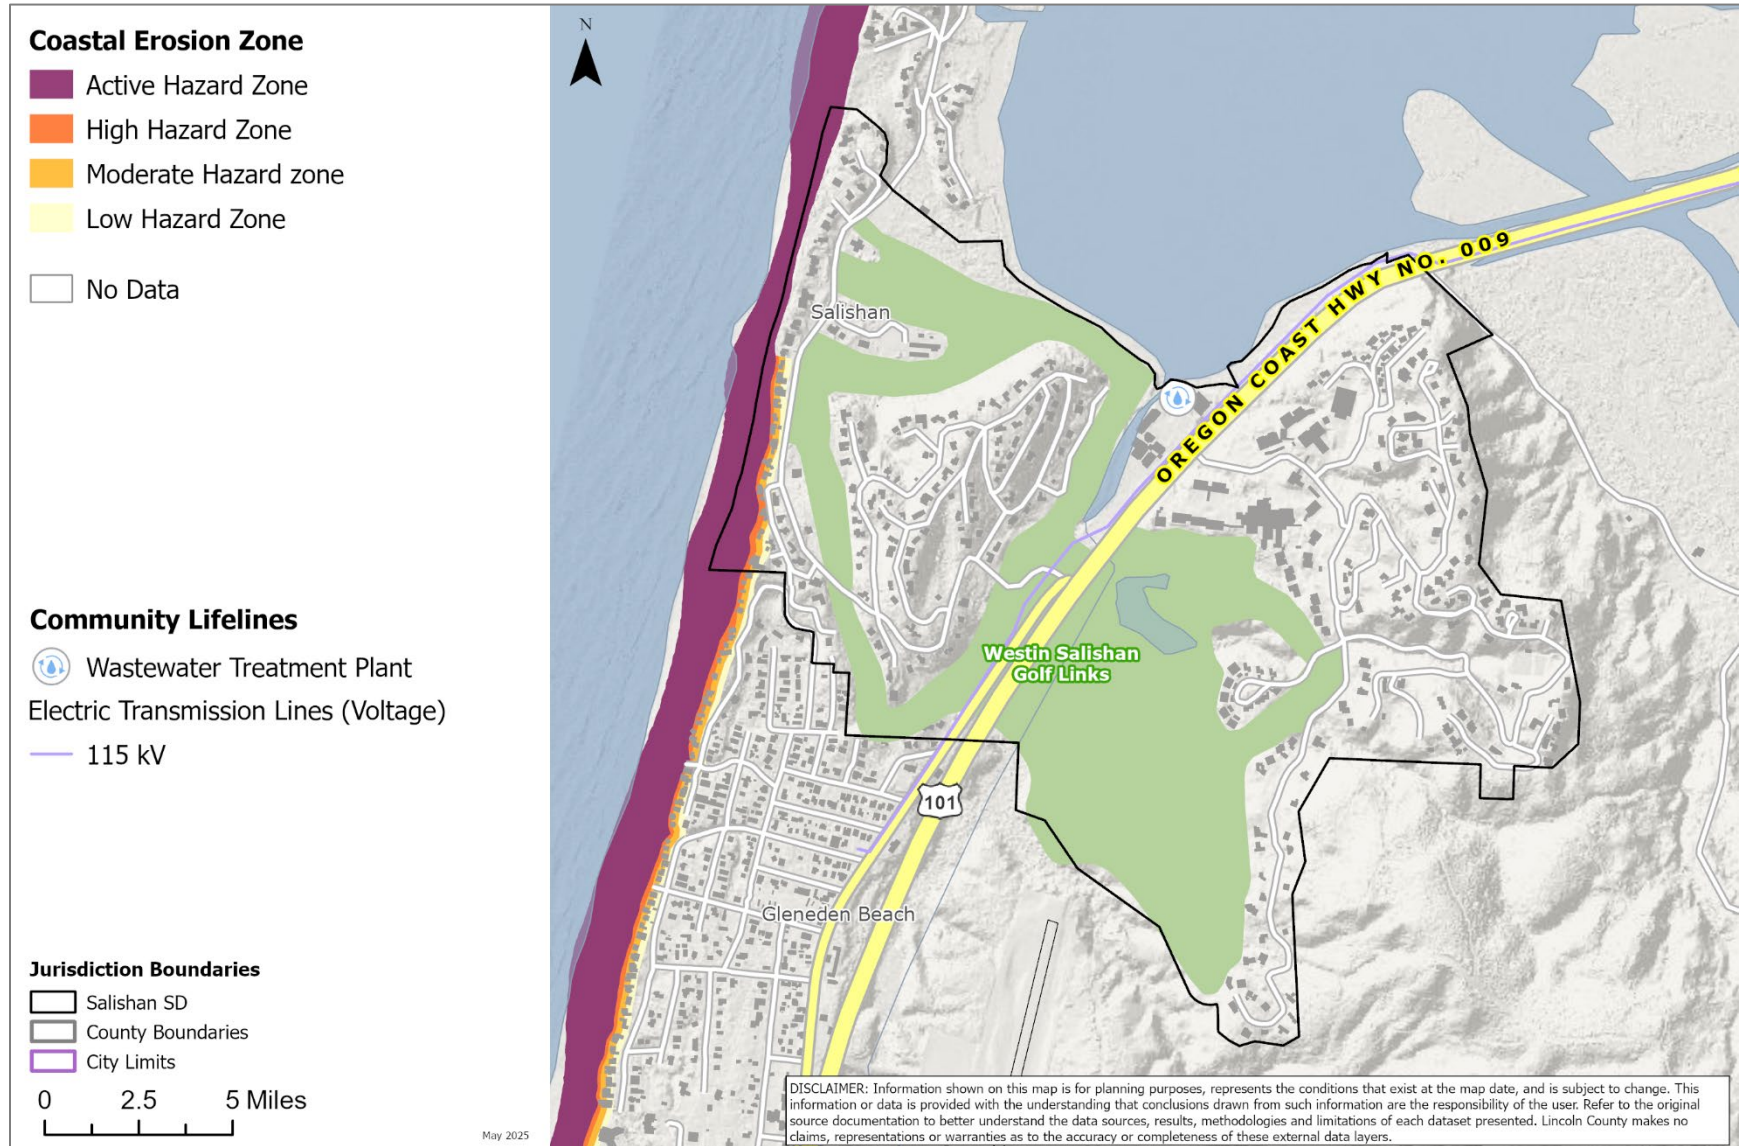 Coastal Erosion Zone
Active Hazard Zone
High Hazard Zone
Moderate Hazard zone
Low Hazard Zone
No Data
Community Lifelines
Wastewater Treatment Plant
Electric Transmission Lines (Voltage)
115 kV
Jurisdiction Boundaries
Salishan SD
County Boundaries
City Limits
0 2.5 5 Miles
May 2025
N
OREGON COAST HWY NO. 009
Salishan
Westin Salishan
Golf Links
101
Gleneden Beach
DISCLAIMER: Information shown on this map is for planning purposes, represents the conditions that exist at the map date, and is subject to change. This
information or data is provided with the understanding that conclusions drawn from such information are the responsibility of the user. Refer to the original
source documentation to better understand the data sources, results, methodologies and limitations of each dataset presented. Lincoln County makes no
claims, representations or warranties as to the accuracy or completeness of these external data layers.